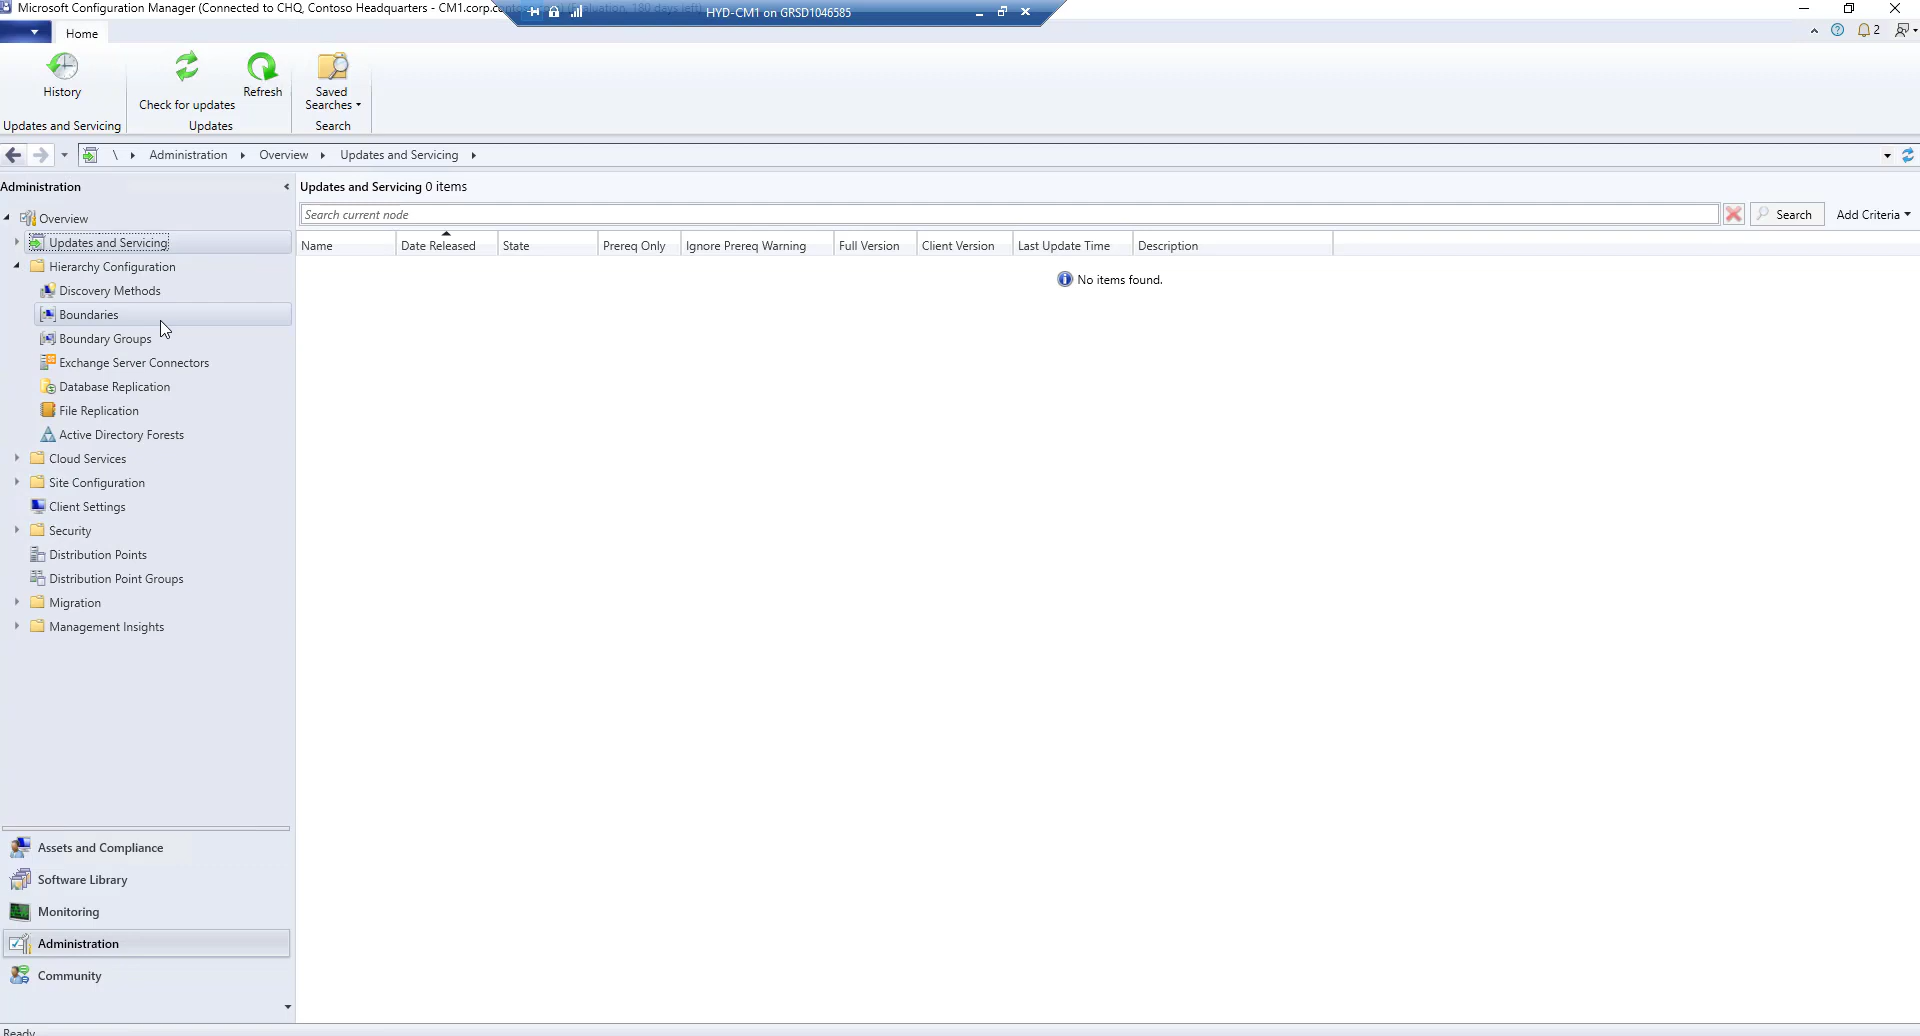 Microsoft Configuration Manager (Connected to CHQ, Contoso Headquarters - CM1.corp.co
(Evaluation, 180 days left)
HYD-CM1 on GRSD1046585
Home
2
History
Check for updates
Refresh
Saved
Searches
Updates and Servicing
Updates
Search
\ Administration Overview Updates and Servicing
Administration
Updates and Servicing 0 items
Search current node
Search
Add Criteria
Overview
Updates and Servicing
Hierarchy Configuration
Discovery Methods
Boundaries
Boundary Groups
Exchange Server Connectors
Database Replication
File Replication
Active Directory Forests
Cloud Services
Site Configuration
Client Settings
Security
Distribution Points
Distribution Point Groups
Migration
Management Insights
Name Date Released State Prereq Only Ignore Prereq Warning Full Version Client Version Last Update Time Description
No items found.
Assets and Compliance
Software Library
Monitoring
Administration
Community
Ready